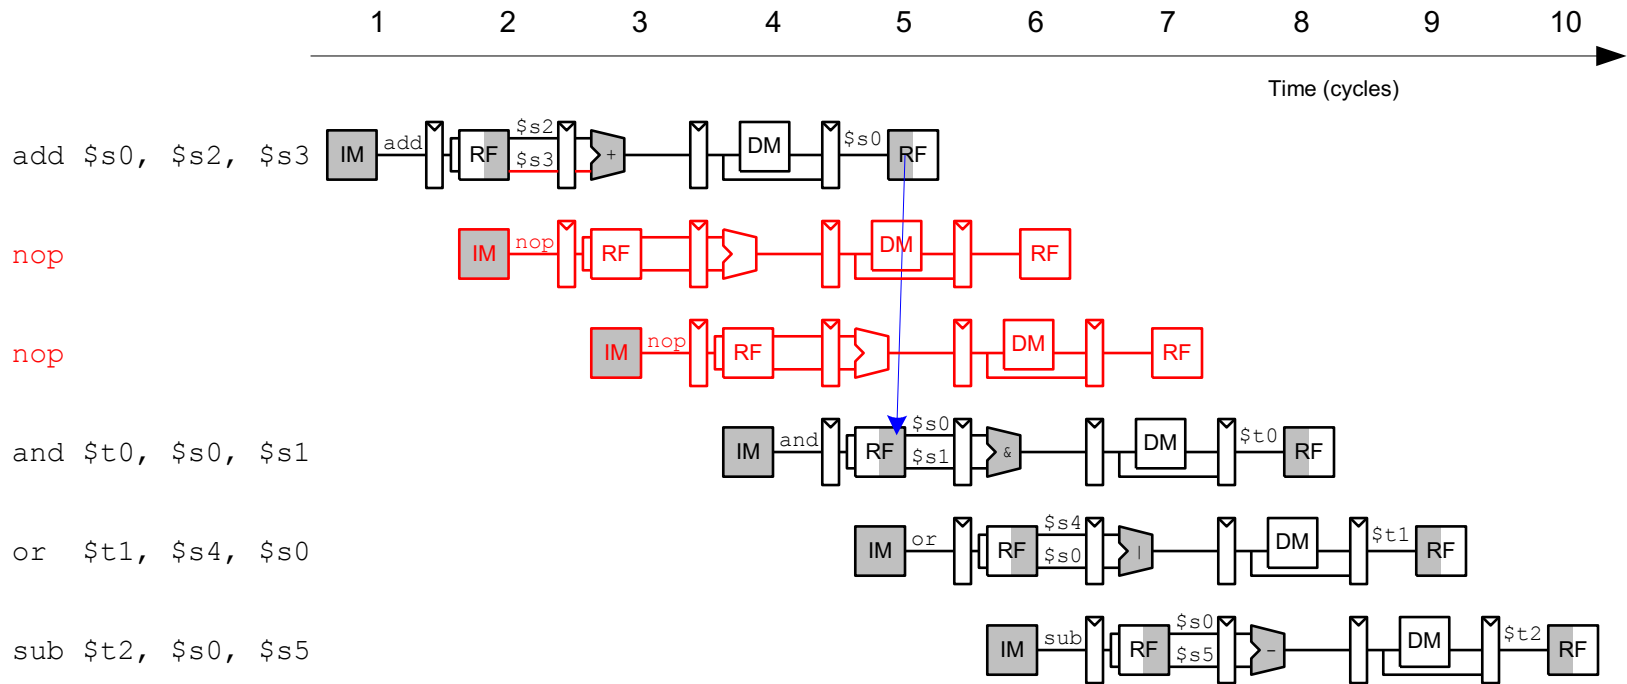 1 2 3 4 5 6 7 8 9 10
Time (cycles)
add $s0, $s2, $s3 IM add RF $s2 $s3 + DM $s0 RF
nop IM nop RF DM RF
nop IM nop RF DM RF
and $t0, $s0, $s1 IM and RF $s0 $s1 & DM $t0 RF
or $t1, $s4, $s0 IM or RF $s4 $s0 | DM $t1 RF
sub $t2, $s0, $s5 IM sub RF $s0 $s5 - DM $t2 RF